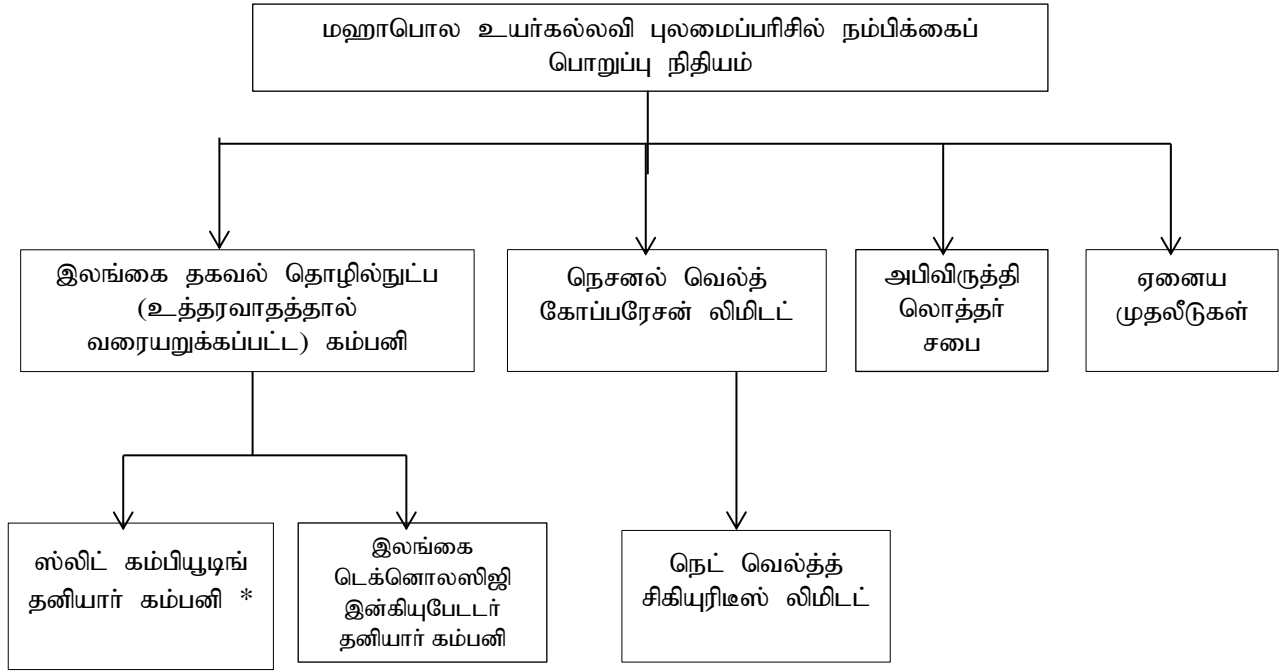 மஹாபொல உயர்கல்லவி புலமைப்பரிசில் நம்பிக்கைப்
பொறுப்பு நிதியம்
இலங்கை தகவல் தொழில்நுட்ப
(உத்தரவாதத்தால்
வரையறுக்கப்பட்ட) கம்பனி
நெசனல் வெல்த்
கோப்பரேசன் லிமிடட்
அபிவிருத்தி
லொத்தர்
சபை
ஏனைய
முதலீடுகள்
ஸ்லிட் கம்பியூடிங்
தனியார் கம்பனி *
இலங்கை
டெக்னொலஸிஜி
இன்கியுபேடடர்
தனியார் கம்பனி
நெட் வெல்த்த்
சிகியுரிடீஸ் லிமிடட்